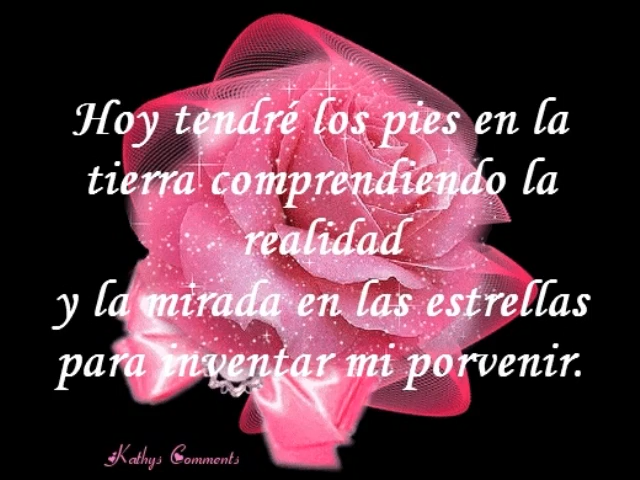 Hoy tendré los pies en la
tierra comprendiendo la
realidad
y la mirada en las estrellas
para inventar mi porvenir.
Kathys Comments